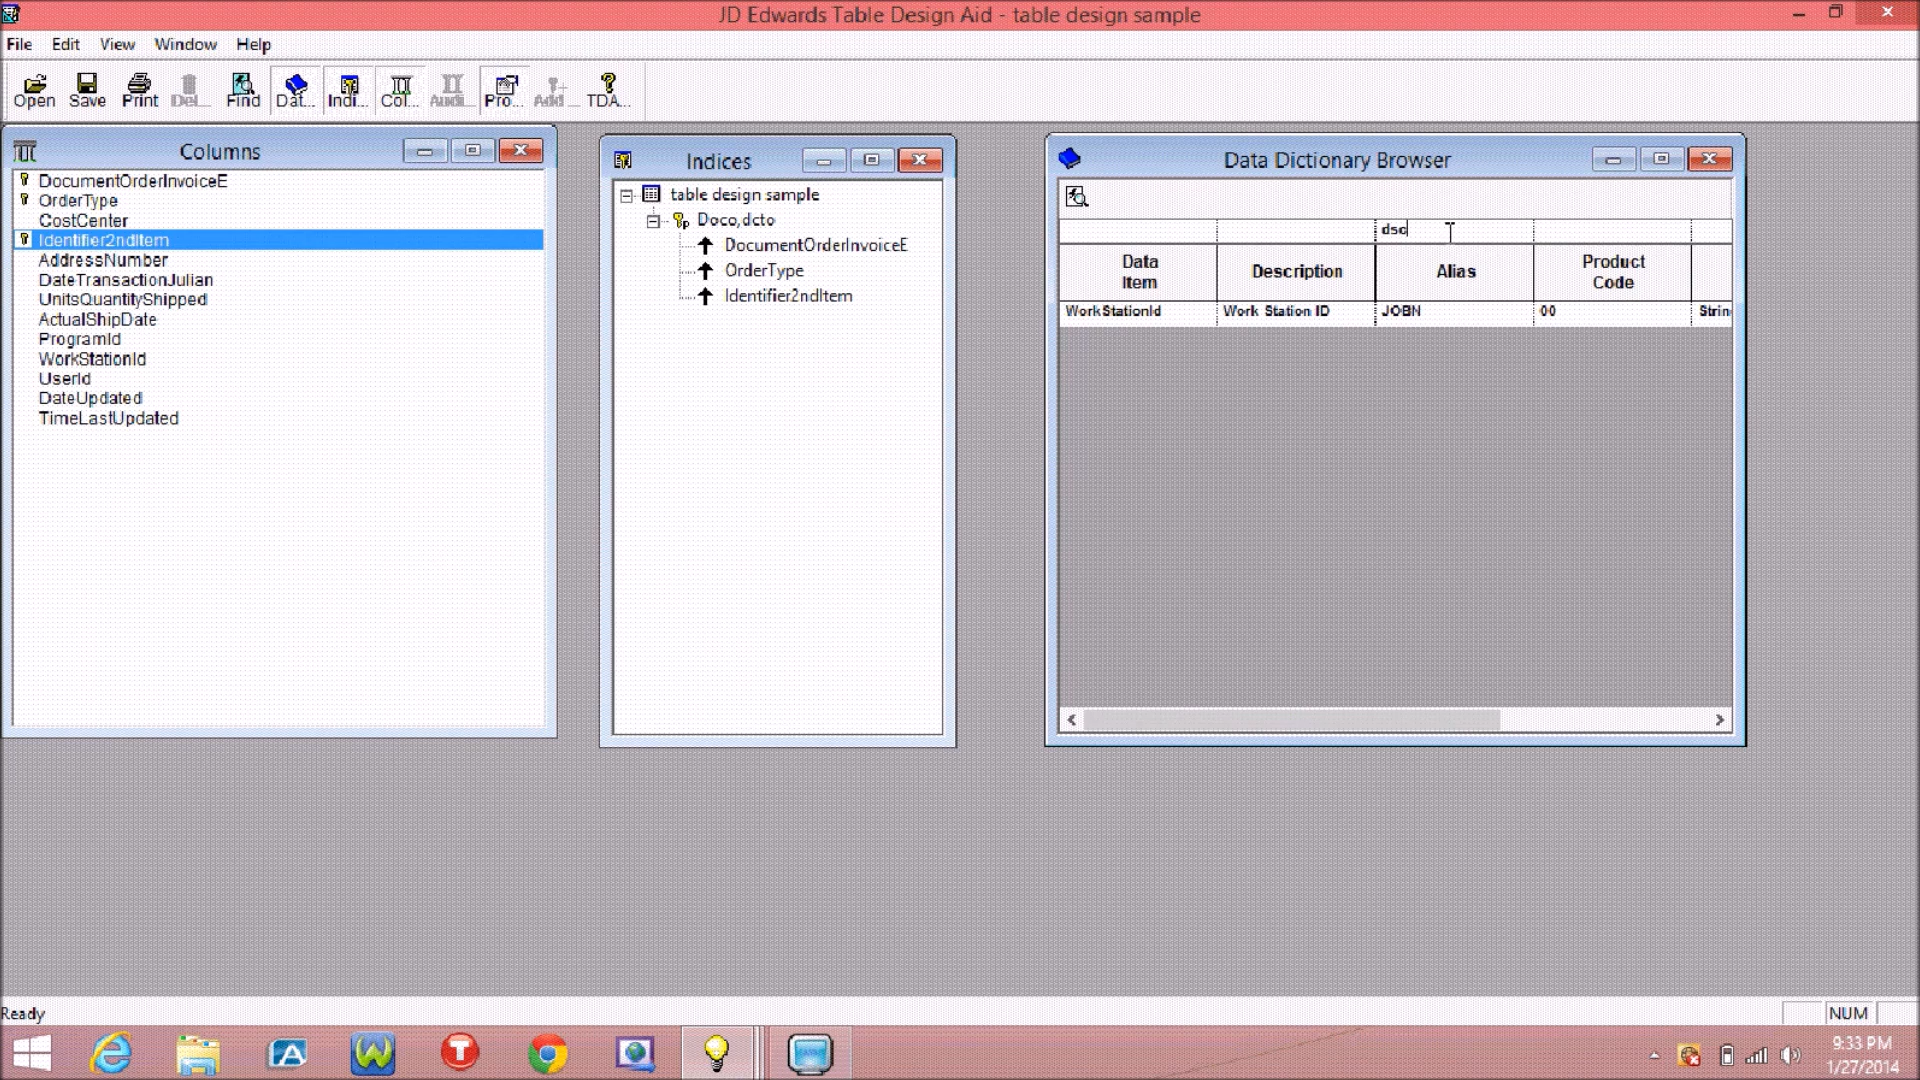 JD Edwards Table Design Aid - table design sample
File Edit View Window Help
Open Save Print Del... Find Dat... Indi... Col... Audi... Pro... Add ... TDA...
Columns
DocumentOrderInvoiceE
OrderType
CostCenter
Identifier2ndItem
AddressNumber
DateTransactionJulian
UnitsQuantityShipped
ActualShipDate
ProgramId
WorkStationId
UserId
DateUpdated
TimeLastUpdated
Indices
table design sample
Doco,dcto
DocumentOrderInvoiceE
OrderType
Identifier2ndItem
Data Dictionary Browser
dsc
Data Item Description Alias Product Code
WorkStationId Work Station ID JOBN 00 Strin
Ready
NUM
9:33 PM
1/27/2014